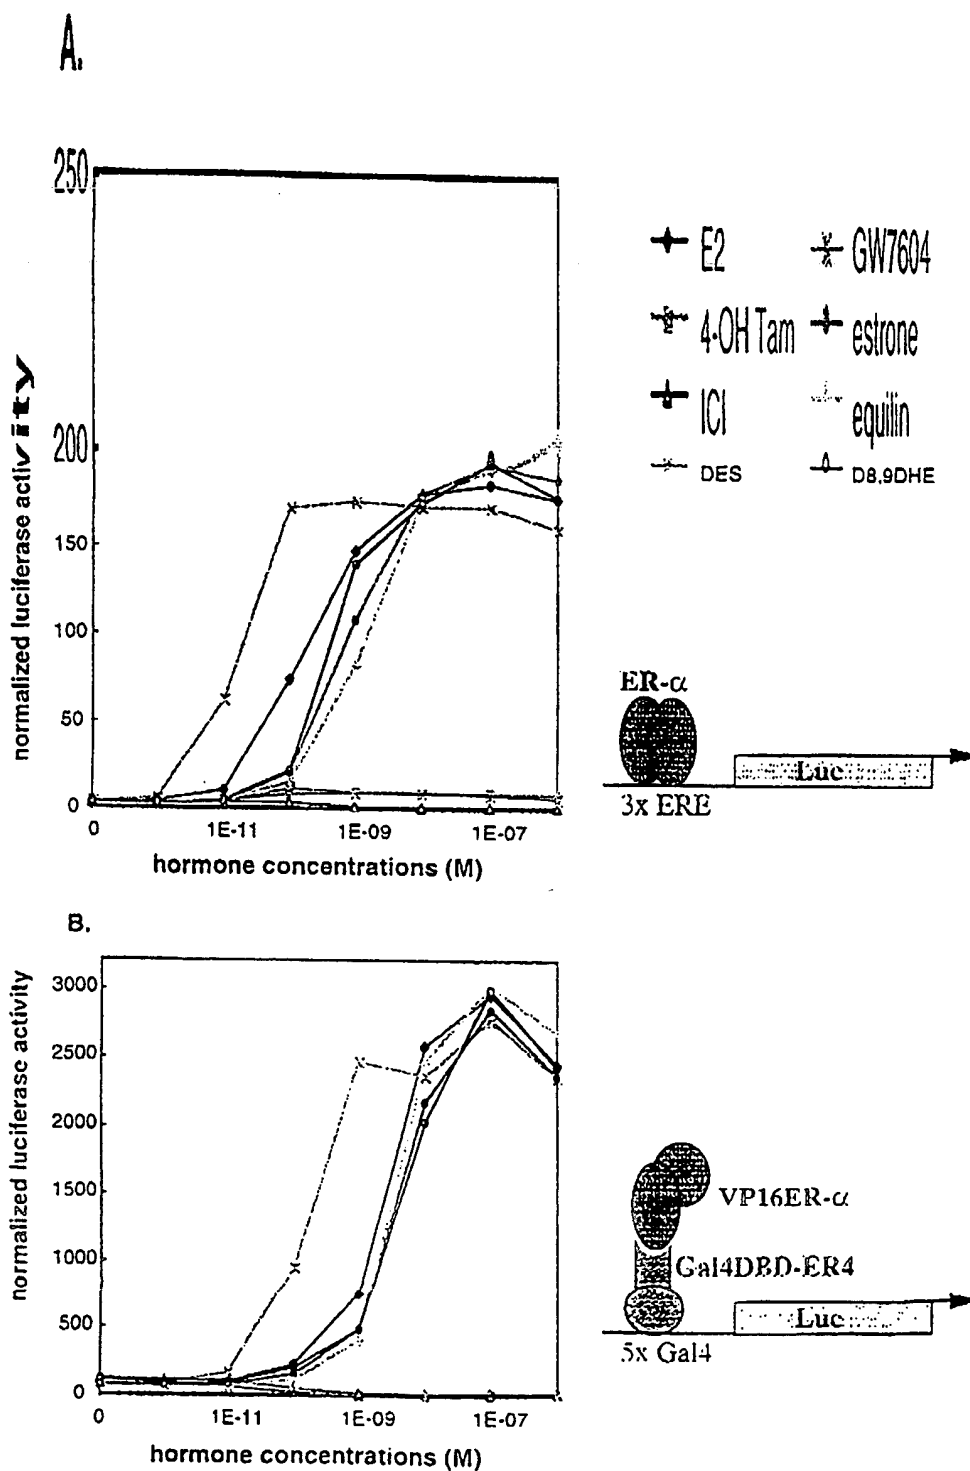 A.
250
200
150
100
50
0
normalized luciferase activity
0 1E-11 1E-09 1E-07
hormone concentrations (M)
E2
4-OH Tam
ICI
DES
GW7604
estrone
equilin
D8,9DHE
ER-α
Luc
3x ERE
B.
3000
2500
2000
1500
1000
500
0
normalized luciferase activity
0 1E-11 1E-09 1E-07
hormone concentrations (M)
VP16ER-α
Gal4DBD-ER4
Luc
5x Gal4